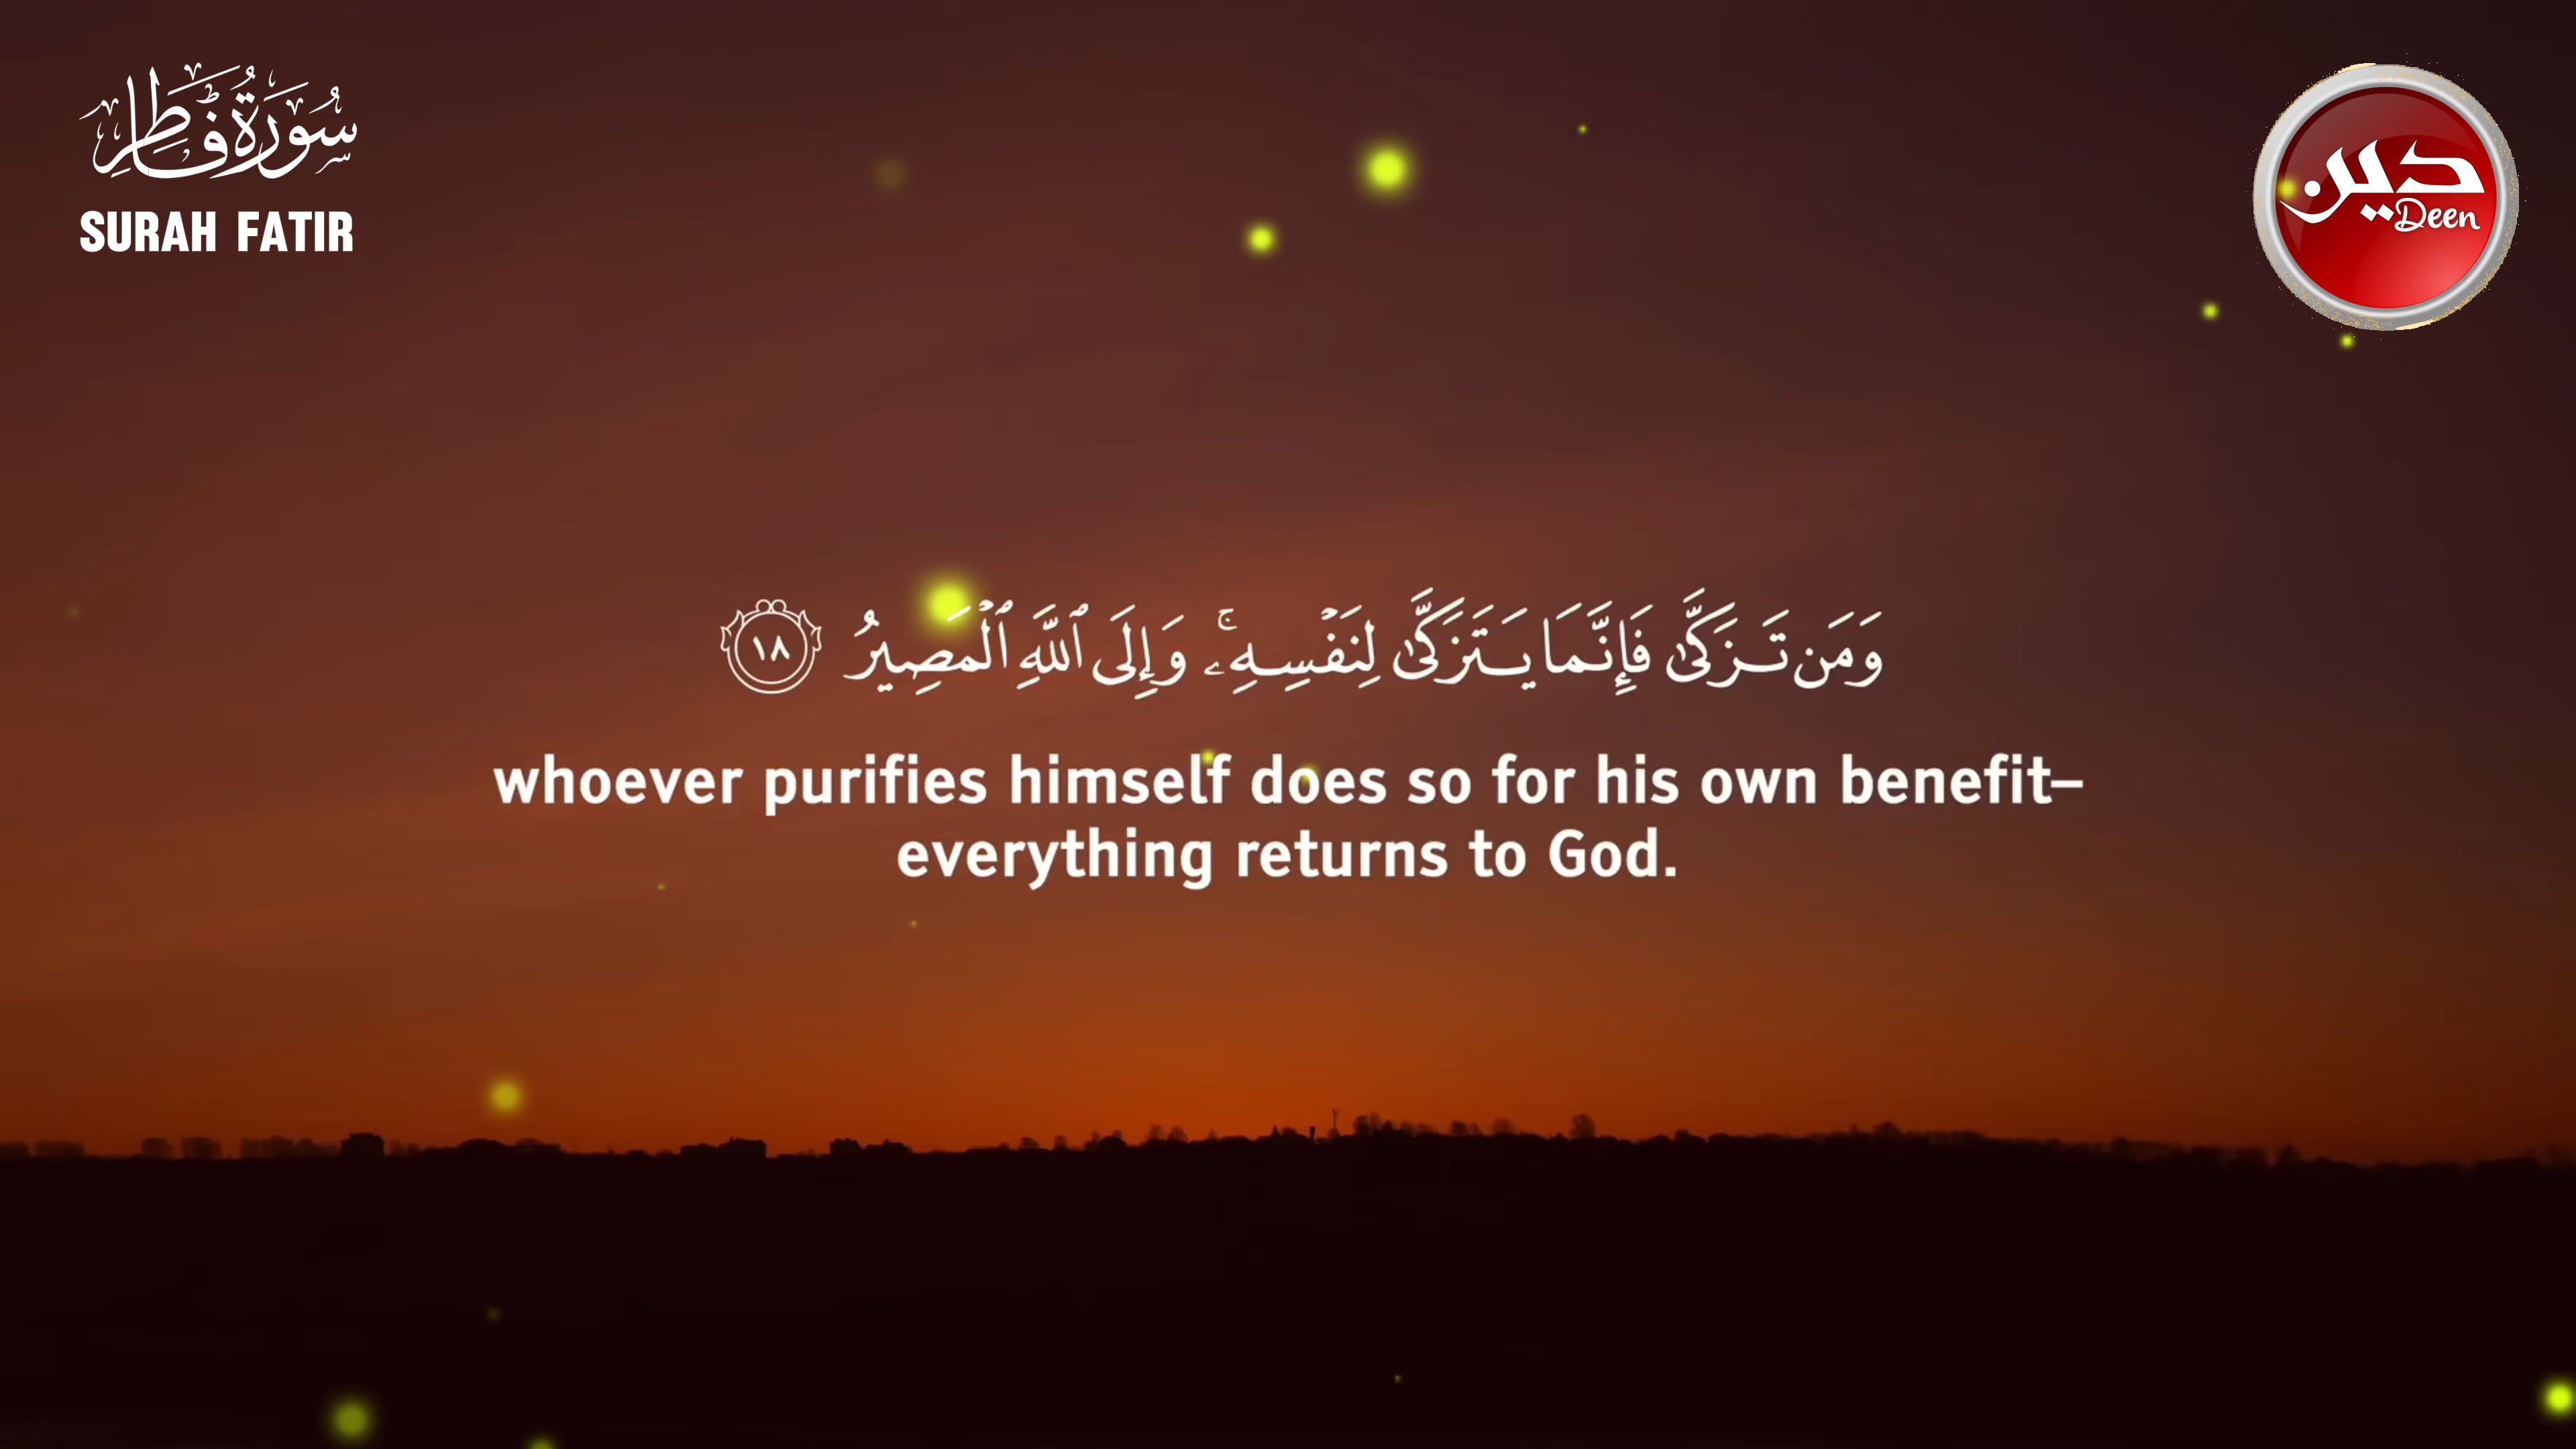 سُورَةُ فَاطِرٍ
SURAH FATIR
دين
Deen
وَمَن تَزَكَّىٰ فَإِنَّمَا يَتَزَكَّىٰ لِنَفْسِهِۦ ۚ وَإِلَى ٱللَّهِ ٱلْمَصِيرُ ١٨
whoever purifies himself does so for his own benefit–
everything returns to God.